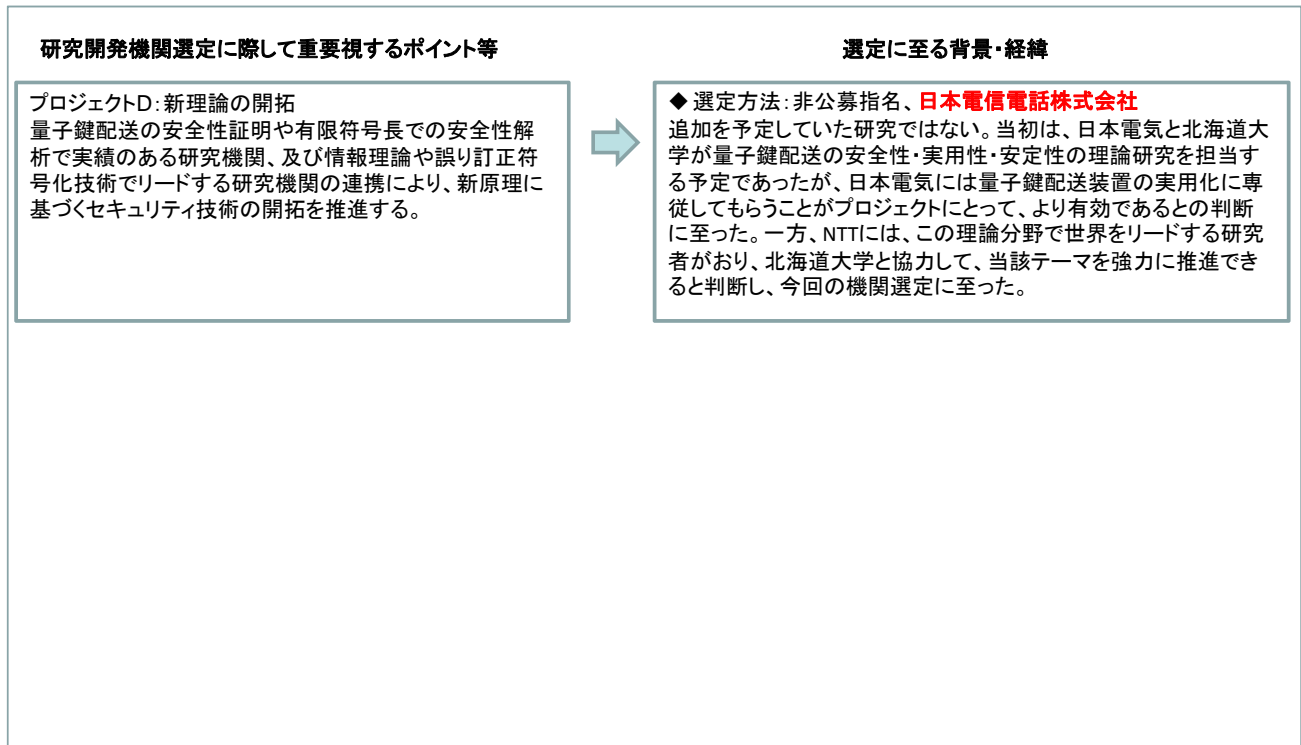 研究開発機関選定に際して重要視するポイント等
プロジェクトD：新理論の開拓
量子鍵配送の安全性証明や有限符号長での安全性解
析で実績のある研究機関、及び情報理論や誤り訂正符
号化技術でリードする研究機関の連携により、新原理に
基づくセキュリティ技術の開拓を推進する。
選定に至る背景・経緯
◆ 選定方法：非公募指名、日本電信電話株式会社
追加を予定していた研究ではない。当初は、日本電気と北海道大
学が量子鍵配送の安全性・実用性・安定性の理論研究を担当す
る予定であったが、日本電気には量子鍵配送装置の実用化に専
従してもらうことがプロジェクトにとって、より有効であるとの判断
に至った。一方、NTTには、この理論分野で世界をリードする研究
者がおり、北海道大学と協力して、当該テーマを強力に推進でき
ると判断し、今回の機関選定に至った。